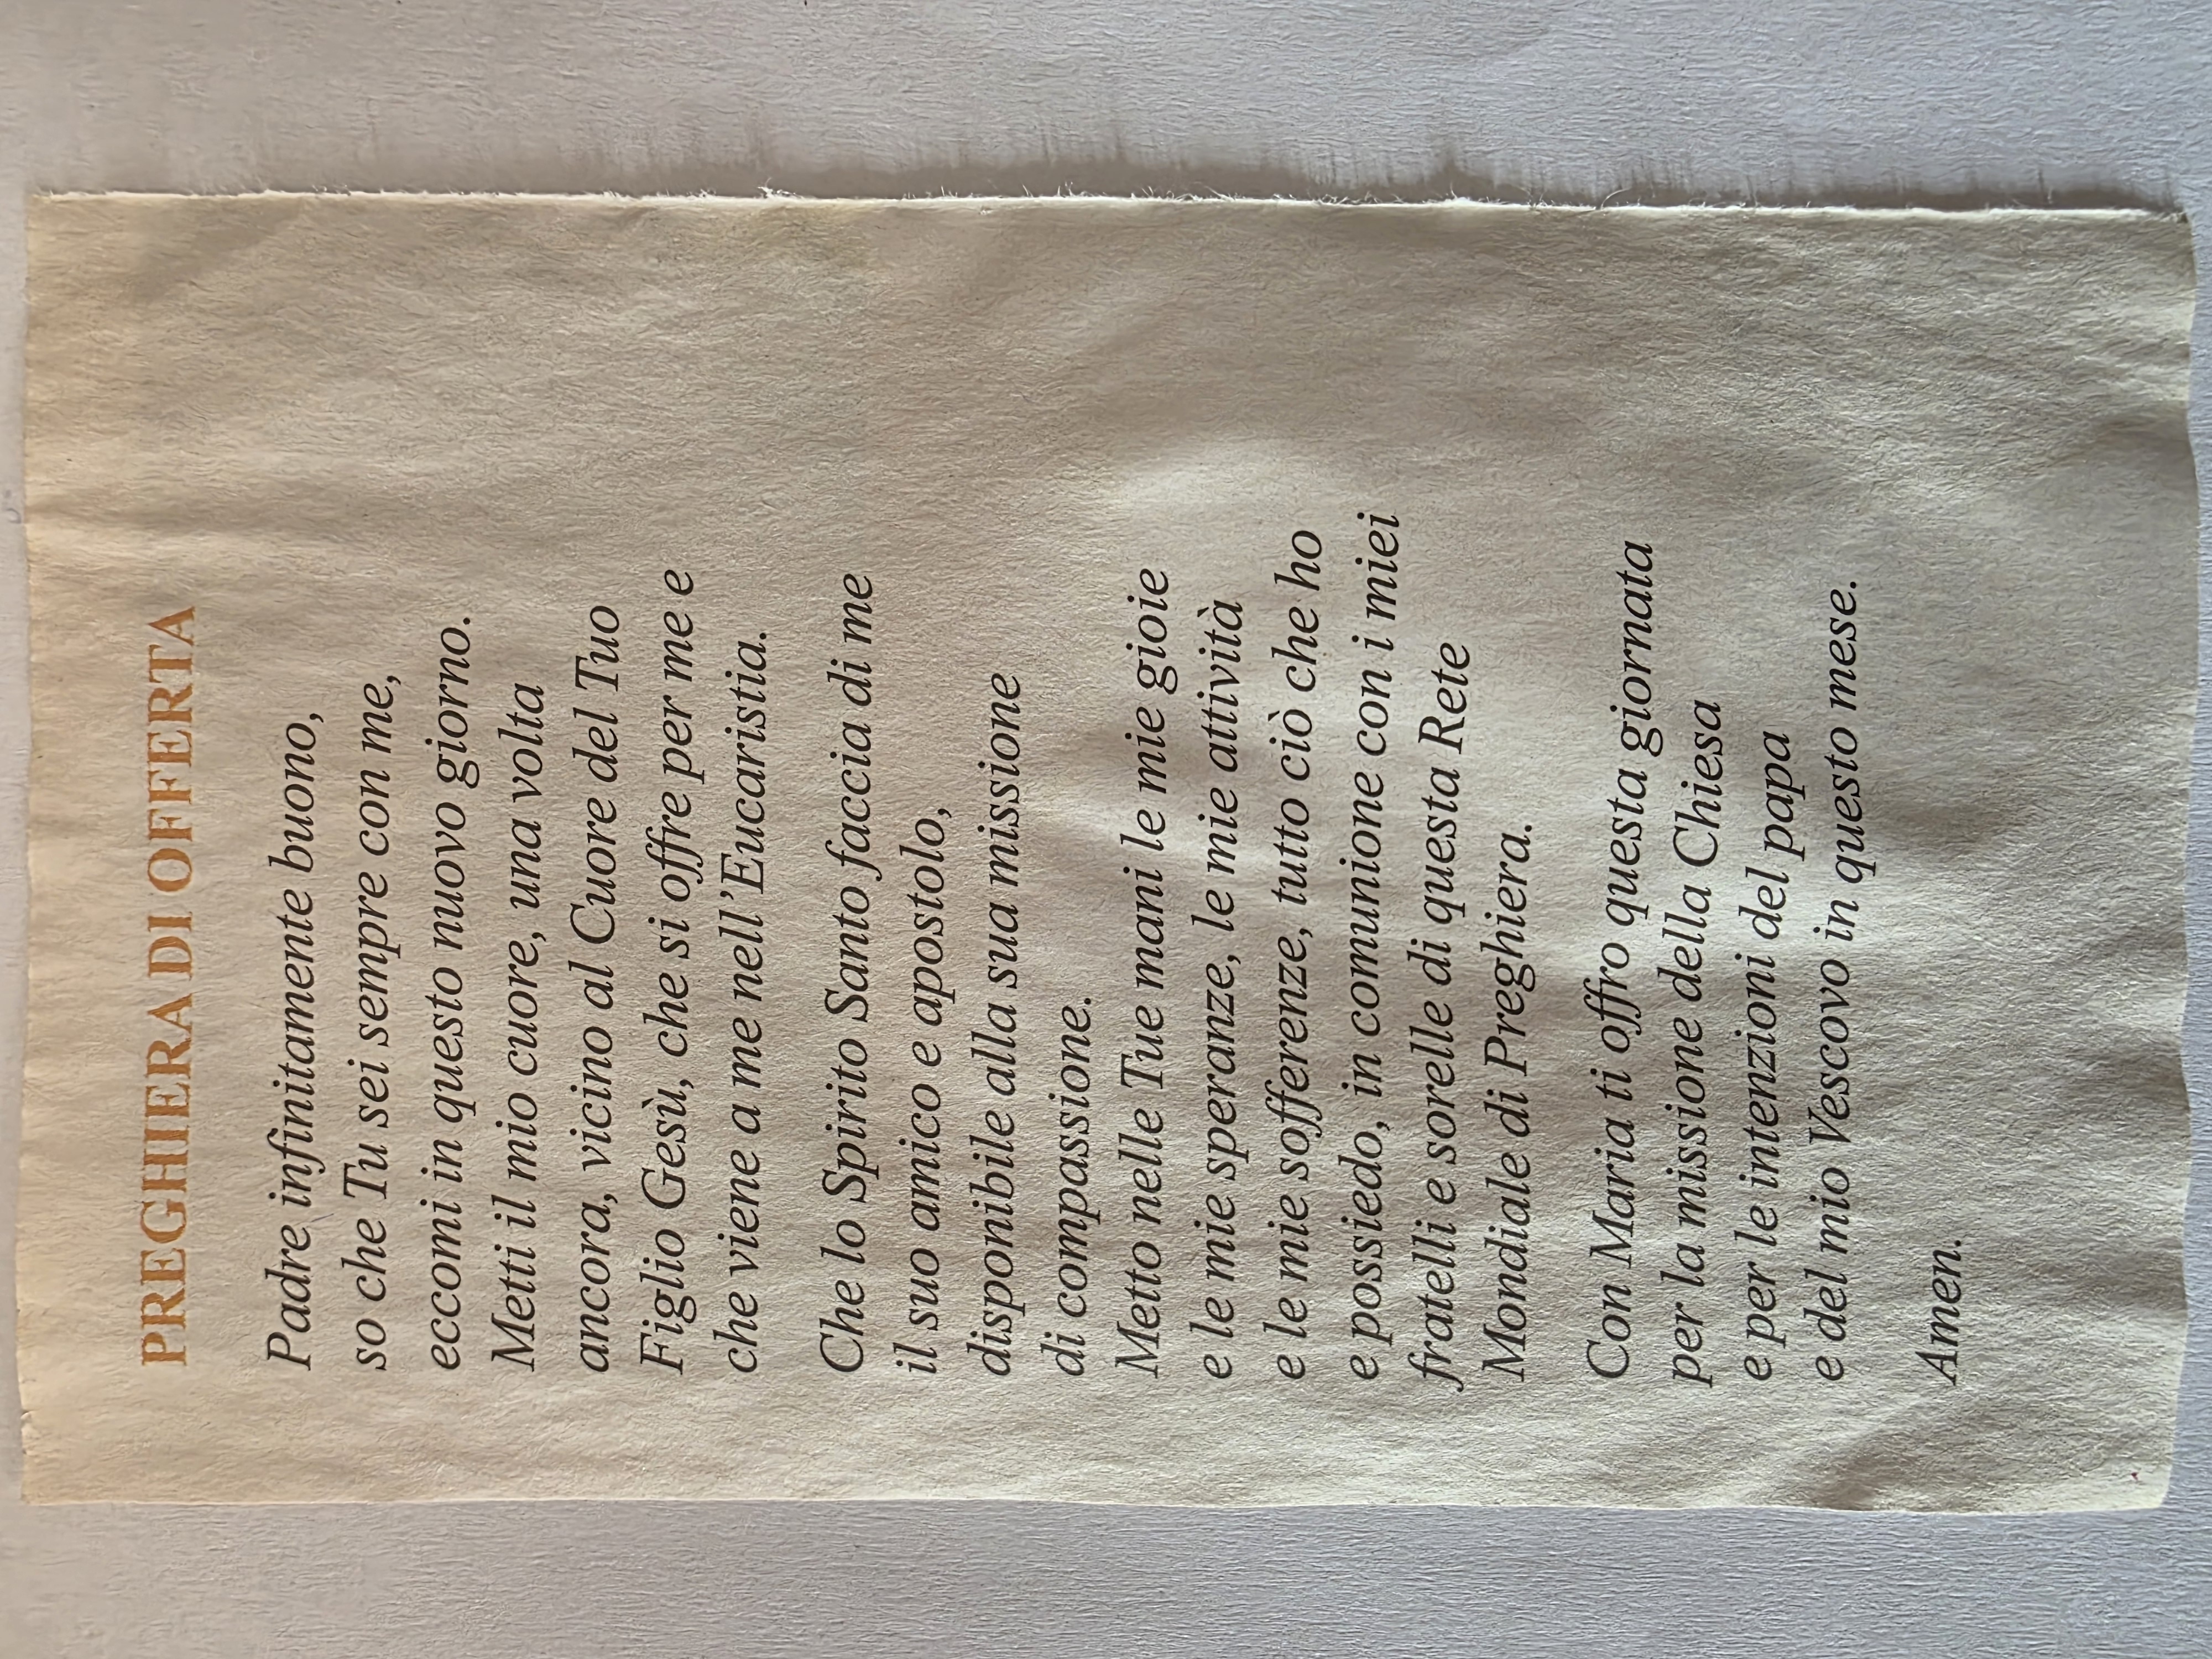 PREGHIERA DI OFFERTA
Padre infinitamente buono,
so che Tu sei sempre con me,
eccomi in questo nuovo giorno.
Metti il mio cuore, una volta
ancora, vicino al Cuore del Tuo
Figlio Gesù, che si offre per me e
che viene a me nell’Eucaristia.
Che lo Spirito Santo faccia di me
il suo amico e apostolo,
disponibile alla sua missione
di compassione.
Metto nelle Tue mani le mie gioie
e le mie speranze, le mie attività
e le mie sofferenze, tutto ciò che ho
e possiedo, in comunione con i miei
fratelli e sorelle di questa Rete
Mondiale di Preghiera.
Con Maria ti offro questa giornata
per la missione della Chiesa
e per le intenzioni del papa
e del mio Vescovo in questo mese.
Amen.